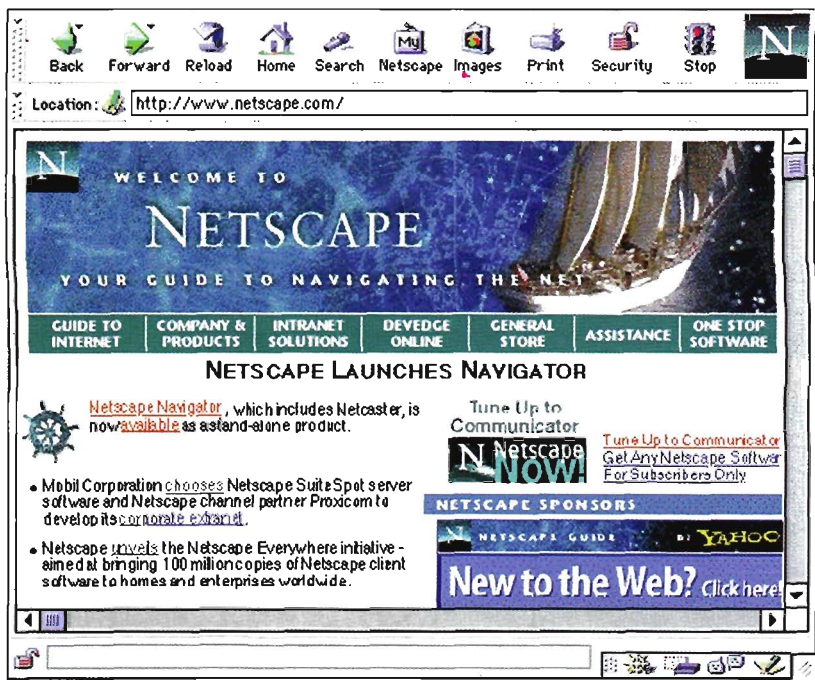 Back Forward Reload Home Search Netscape Images Print Security Stop
My
N
Location: http://www.netscape.com/
N
WELCOME TO
NETSCAPE
YOUR GUIDE TO NAVIGATING THE NET
GUIDE TO INTERNET
COMPANY & PRODUCTS
INTRANET SOLUTIONS
DEVEDGE ONLINE
GENERAL STORE
ASSISTANCE
ONE STOP SOFTWARE
NETSCAPE LAUNCHES NAVIGATOR
Netscape Navigator , which includes Netcaster, is
now available as a stand-alone product.
• Mobil Corporation chooses Netscape SuiteSpot server
software and Netscape channel partner Proxicom to
develop its corporate extranet.
• Netscape unveils the Netscape Everywhere initiative -
aimed at bringing 100 million copies of Netscape client
software to homes and enterprises worldwide.
Tune Up to
Communicator
N Netscape
Now!
Tune Up to Communicator
Get Any Netscape Softwar
For Subscribers Only
NETSCAPE SPONSORS
N NETSCAPE GUIDE BY YAHOO
New to the Web? Click here!